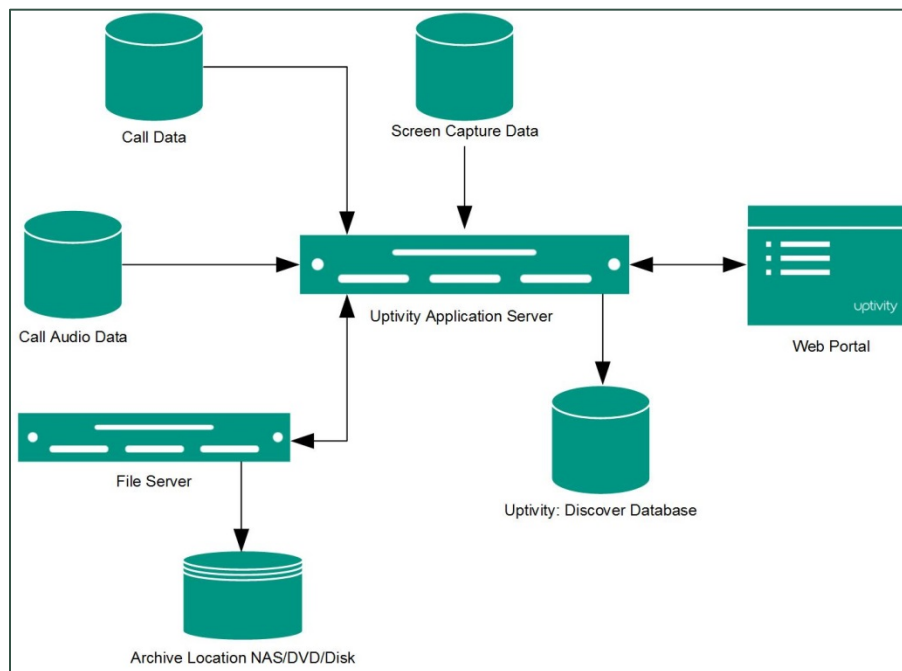 Call Data
Screen Capture Data
Call Audio Data
Uptivity Application Server
uptivity
Web Portal
File Server
Uptivity: Discover Database
Archive Location NAS/DVD/Disk